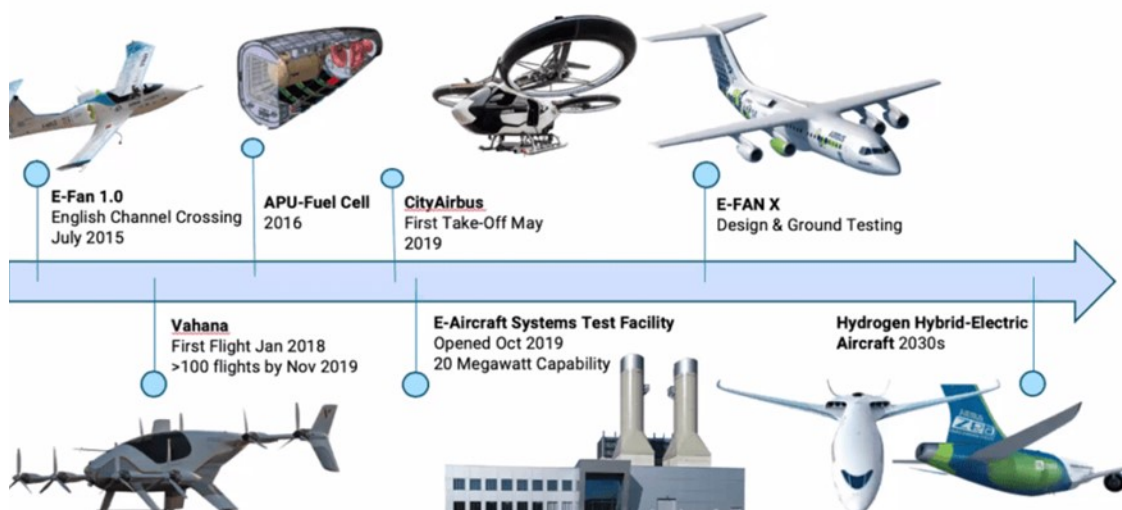 E-Fan 1.0
English Channel Crossing
July 2015
APU-Fuel Cell
2016
CityAirbus
First Take-Off May
2019
E-FAN X
Design & Ground Testing
Vahana
First Flight Jan 2018
>100 flights by Nov 2019
E-Aircraft Systems Test Facility
Opened Oct 2019
20 Megawatt Capability
Hydrogen Hybrid-Electric
Aircraft 2030s
AIRBUS